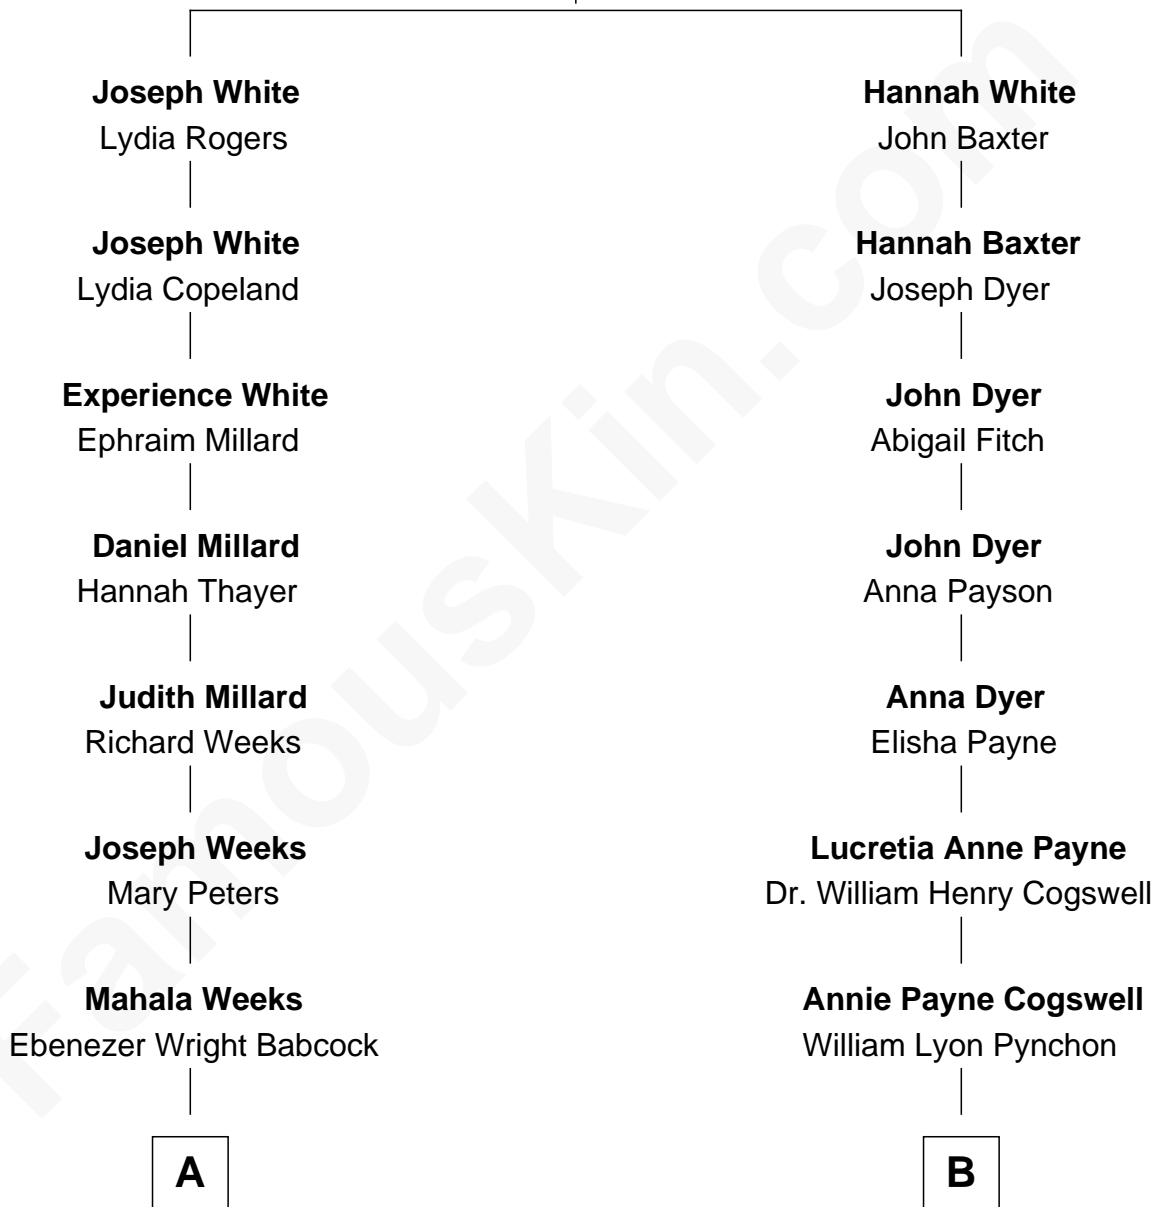 Joseph White
Lydia Rogers
Hannah White
John Baxter
Joseph White
Lydia Copeland
Hannah Baxter
Joseph Dyer
Experience White
Ephraim Millard
John Dyer
Abigail Fitch
Daniel Millard
Hannah Thayer
John Dyer
Anna Payson
Judith Millard
Richard Weeks
Anna Dyer
Elisha Payne
Joseph Weeks
Mary Peters
Lucretia Anne Payne
Dr. William Henry Cogswell
Mahala Weeks
Ebenezer Wright Babcock
Annie Payne Cogswell
William Lyon Pynchon
A
B
FamousKin.com